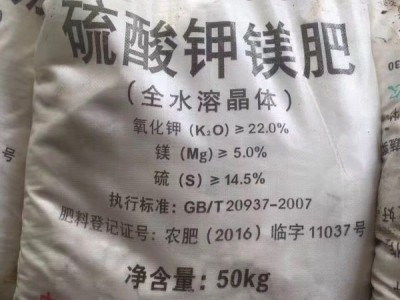 硫酸钾镁肥
(全水溶晶体)
氧化钾 (K₂O) ≥22.0%
镁 (Mg) ≥5.0%
硫 (S) ≥14.5%
执行标准: GB/T 20937-2007
肥料登记证号: 农肥 (2016) 临字 11037号
净含量: 50kg